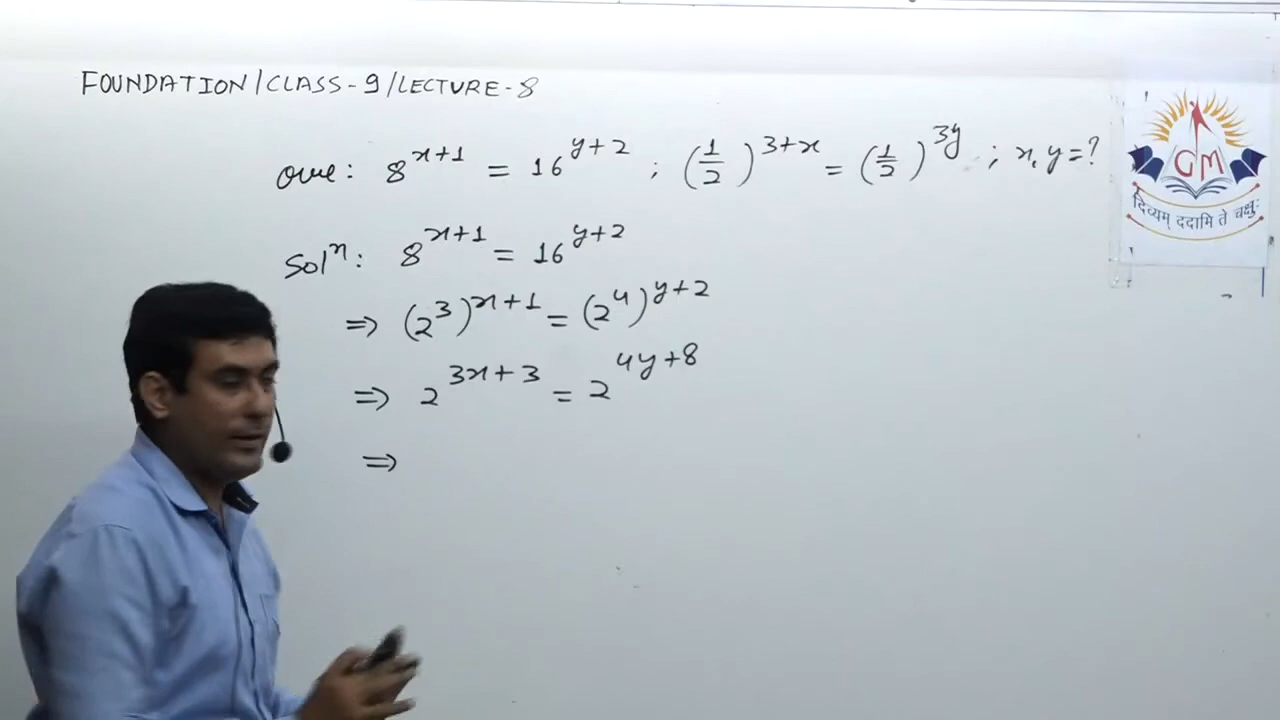 FOUNDATION/CLASS-9/LECTURE-8
Que: 8^{x+1} = 16^{y+2} ; (1/2)^{3+x} = (1/2)^{3y} ; x, y = ?
Solⁿ: 8^{x+1} = 16^{y+2}
⇒ (2^3)^{x+1} = (2^4)^{y+2}
⇒ 2^{3x+3} = 2^{4y+8}
⇒
GM
दिव्यम् ददामि ते चक्षुः